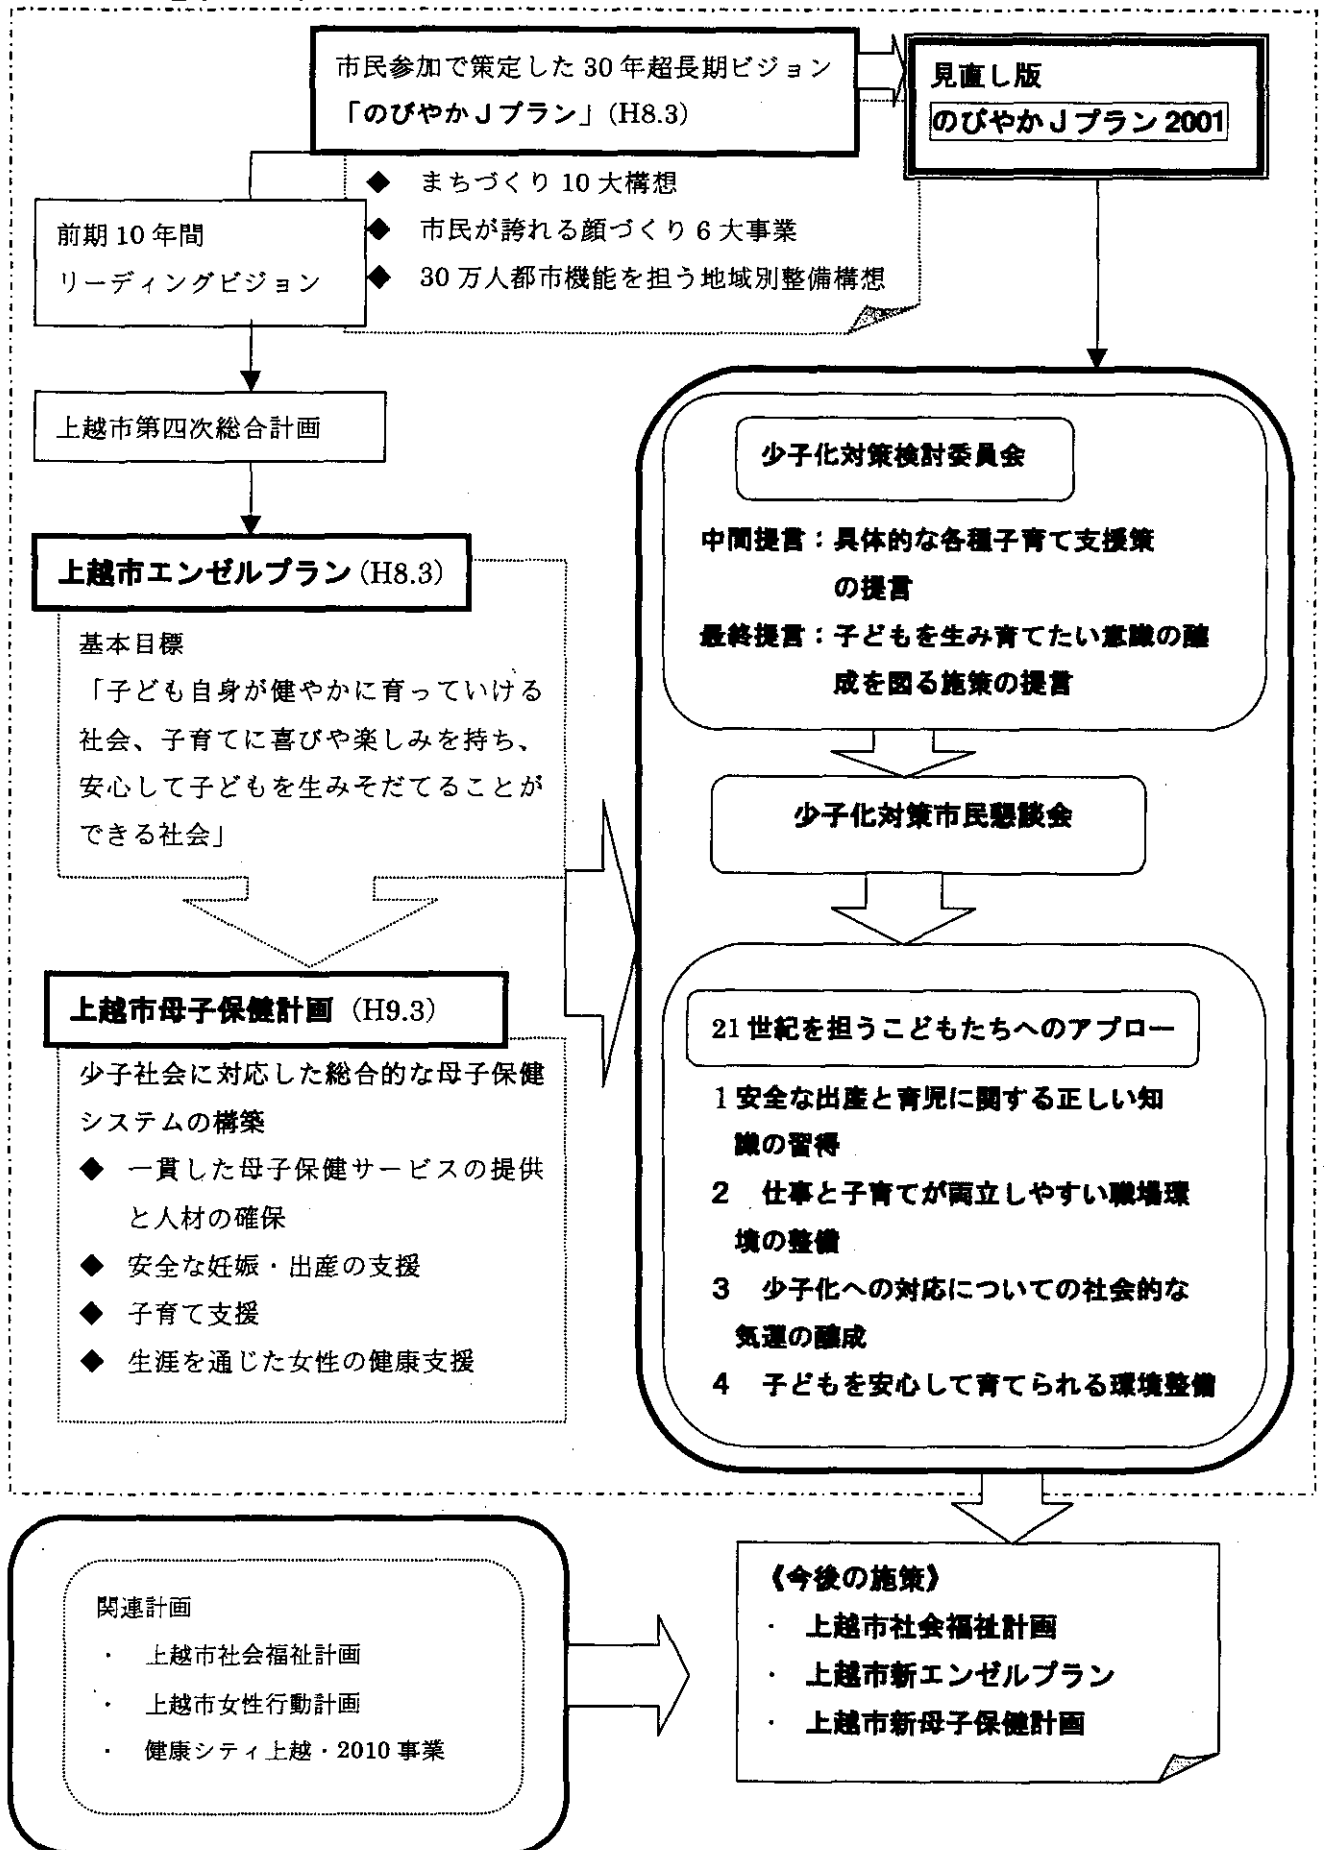 市民参加で策定した30年超長期ビジョン
「のびやかJプラン」(H8.3)
見直し版
のびやかJプラン2001
◆ まちづくり10大構想
◆ 市民が誇れる顔づくり6大事業
◆ 30万人都市機能を担う地域別整備構想
前期10年間
リーディングビジョン
上越市第四次総合計画
上越市エンゼルプラン(H8.3)
基本目標
「子ども自身が健やかに育っていける
社会、子育てに喜びや楽しみを持ち、
安心して子どもを生みそだてることが
できる社会」
上越市母子保健計画(H9.3)
少子社会に対応した総合的な母子保健
システムの構築
◆ 一貫した母子保健サービスの提供
と人材の確保
◆ 安全な妊娠・出産の支援
◆ 子育て支援
◆ 生涯を通じた女性の健康支援
少子化対策検討委員会
中間提言：具体的な各種子育て支援策
の提言
最終提言：子どもを生み育てたい意識の醸
成を図る施策の提言
少子化対策市民懇談会
21世紀を担うこどもたちへのアプロー
1安全な出産と育児に関する正しい知
識の習得
2 仕事と子育てが両立しやすい職場環
境の整備
3 少子化への対応についての社会的な
気運の醸成
4 子どもを安心して育てられる環境整備
関連計画
・ 上越市社会福祉計画
・ 上越市女性行動計画
・ 健康シティ上越・2010事業
《今後の施策》
・ 上越市社会福祉計画
・ 上越市新エンゼルプラン
・ 上越市新母子保健計画